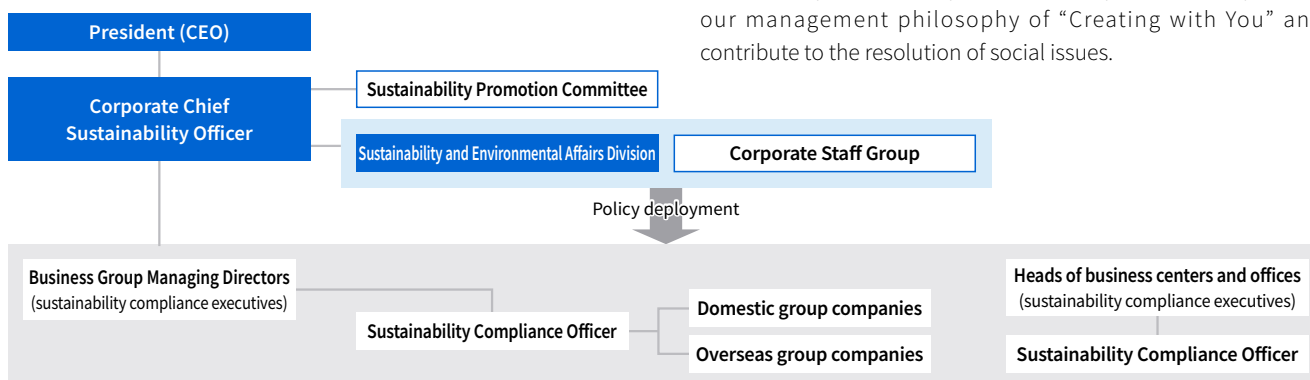 our management philosophy of “Creating with You” an
contribute to the resolution of social issues.
President (CEO)
Corporate Chief
Sustainability Officer
Sustainability Promotion Committee
Sustainability and Environmental Affairs Division
Corporate Staff Group
Policy deployment
Business Group Managing Directors
(sustainability compliance executives)
Sustainability Compliance Officer
Domestic group companies
Overseas group companies
Heads of business centers and offices
(sustainability compliance executives)
Sustainability Compliance Officer